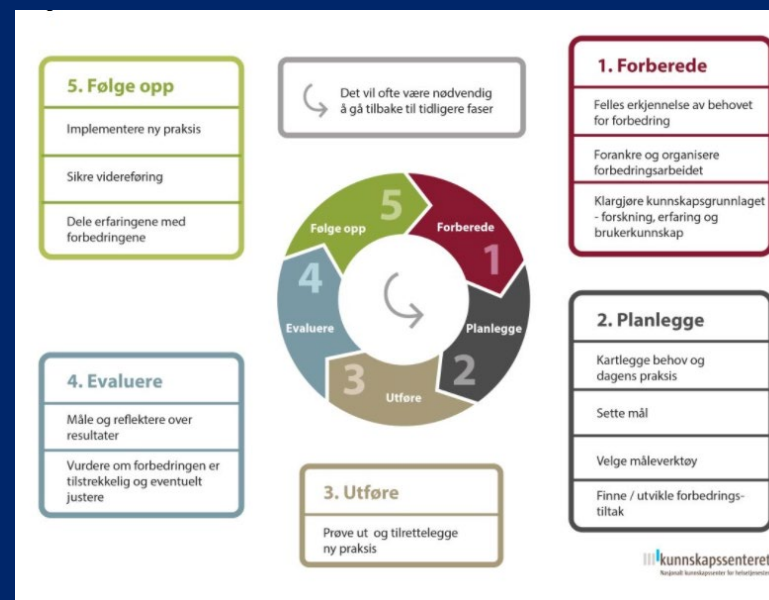 5. Følge opp
Implementere ny praksis
Sikre videreføring
Dele erfaringene med
forbedringene
Det vil ofte være nødvendig
å gå tilbake til tidligere faser
1. Forberede
Felles erkjennelse av behovet
for forbedring
Forankre og organisere
forbedringsarbeidet
Klargjøre kunnskapsgrunnlaget
- forskning, erfaring og
brukerkunnskap
5
Følge opp
Forberede
1
4
Evaluere
Planlegge
2
3
Utføre
2. Planlegge
Kartlegge behov og
dagens praksis
Sette mål
Velge måleverktøy
Finne / utvikle forbedrings-
tiltak
4. Evaluere
Måle og reflektere over
resultater
Vurdere om forbedringen er
tilstrekkelig og eventuelt
justere
3. Utføre
Prøve ut og tilrettelegge
ny praksis
kunnskapssenteret
Nasjonalt kunnskapssenter for helsetjenesten